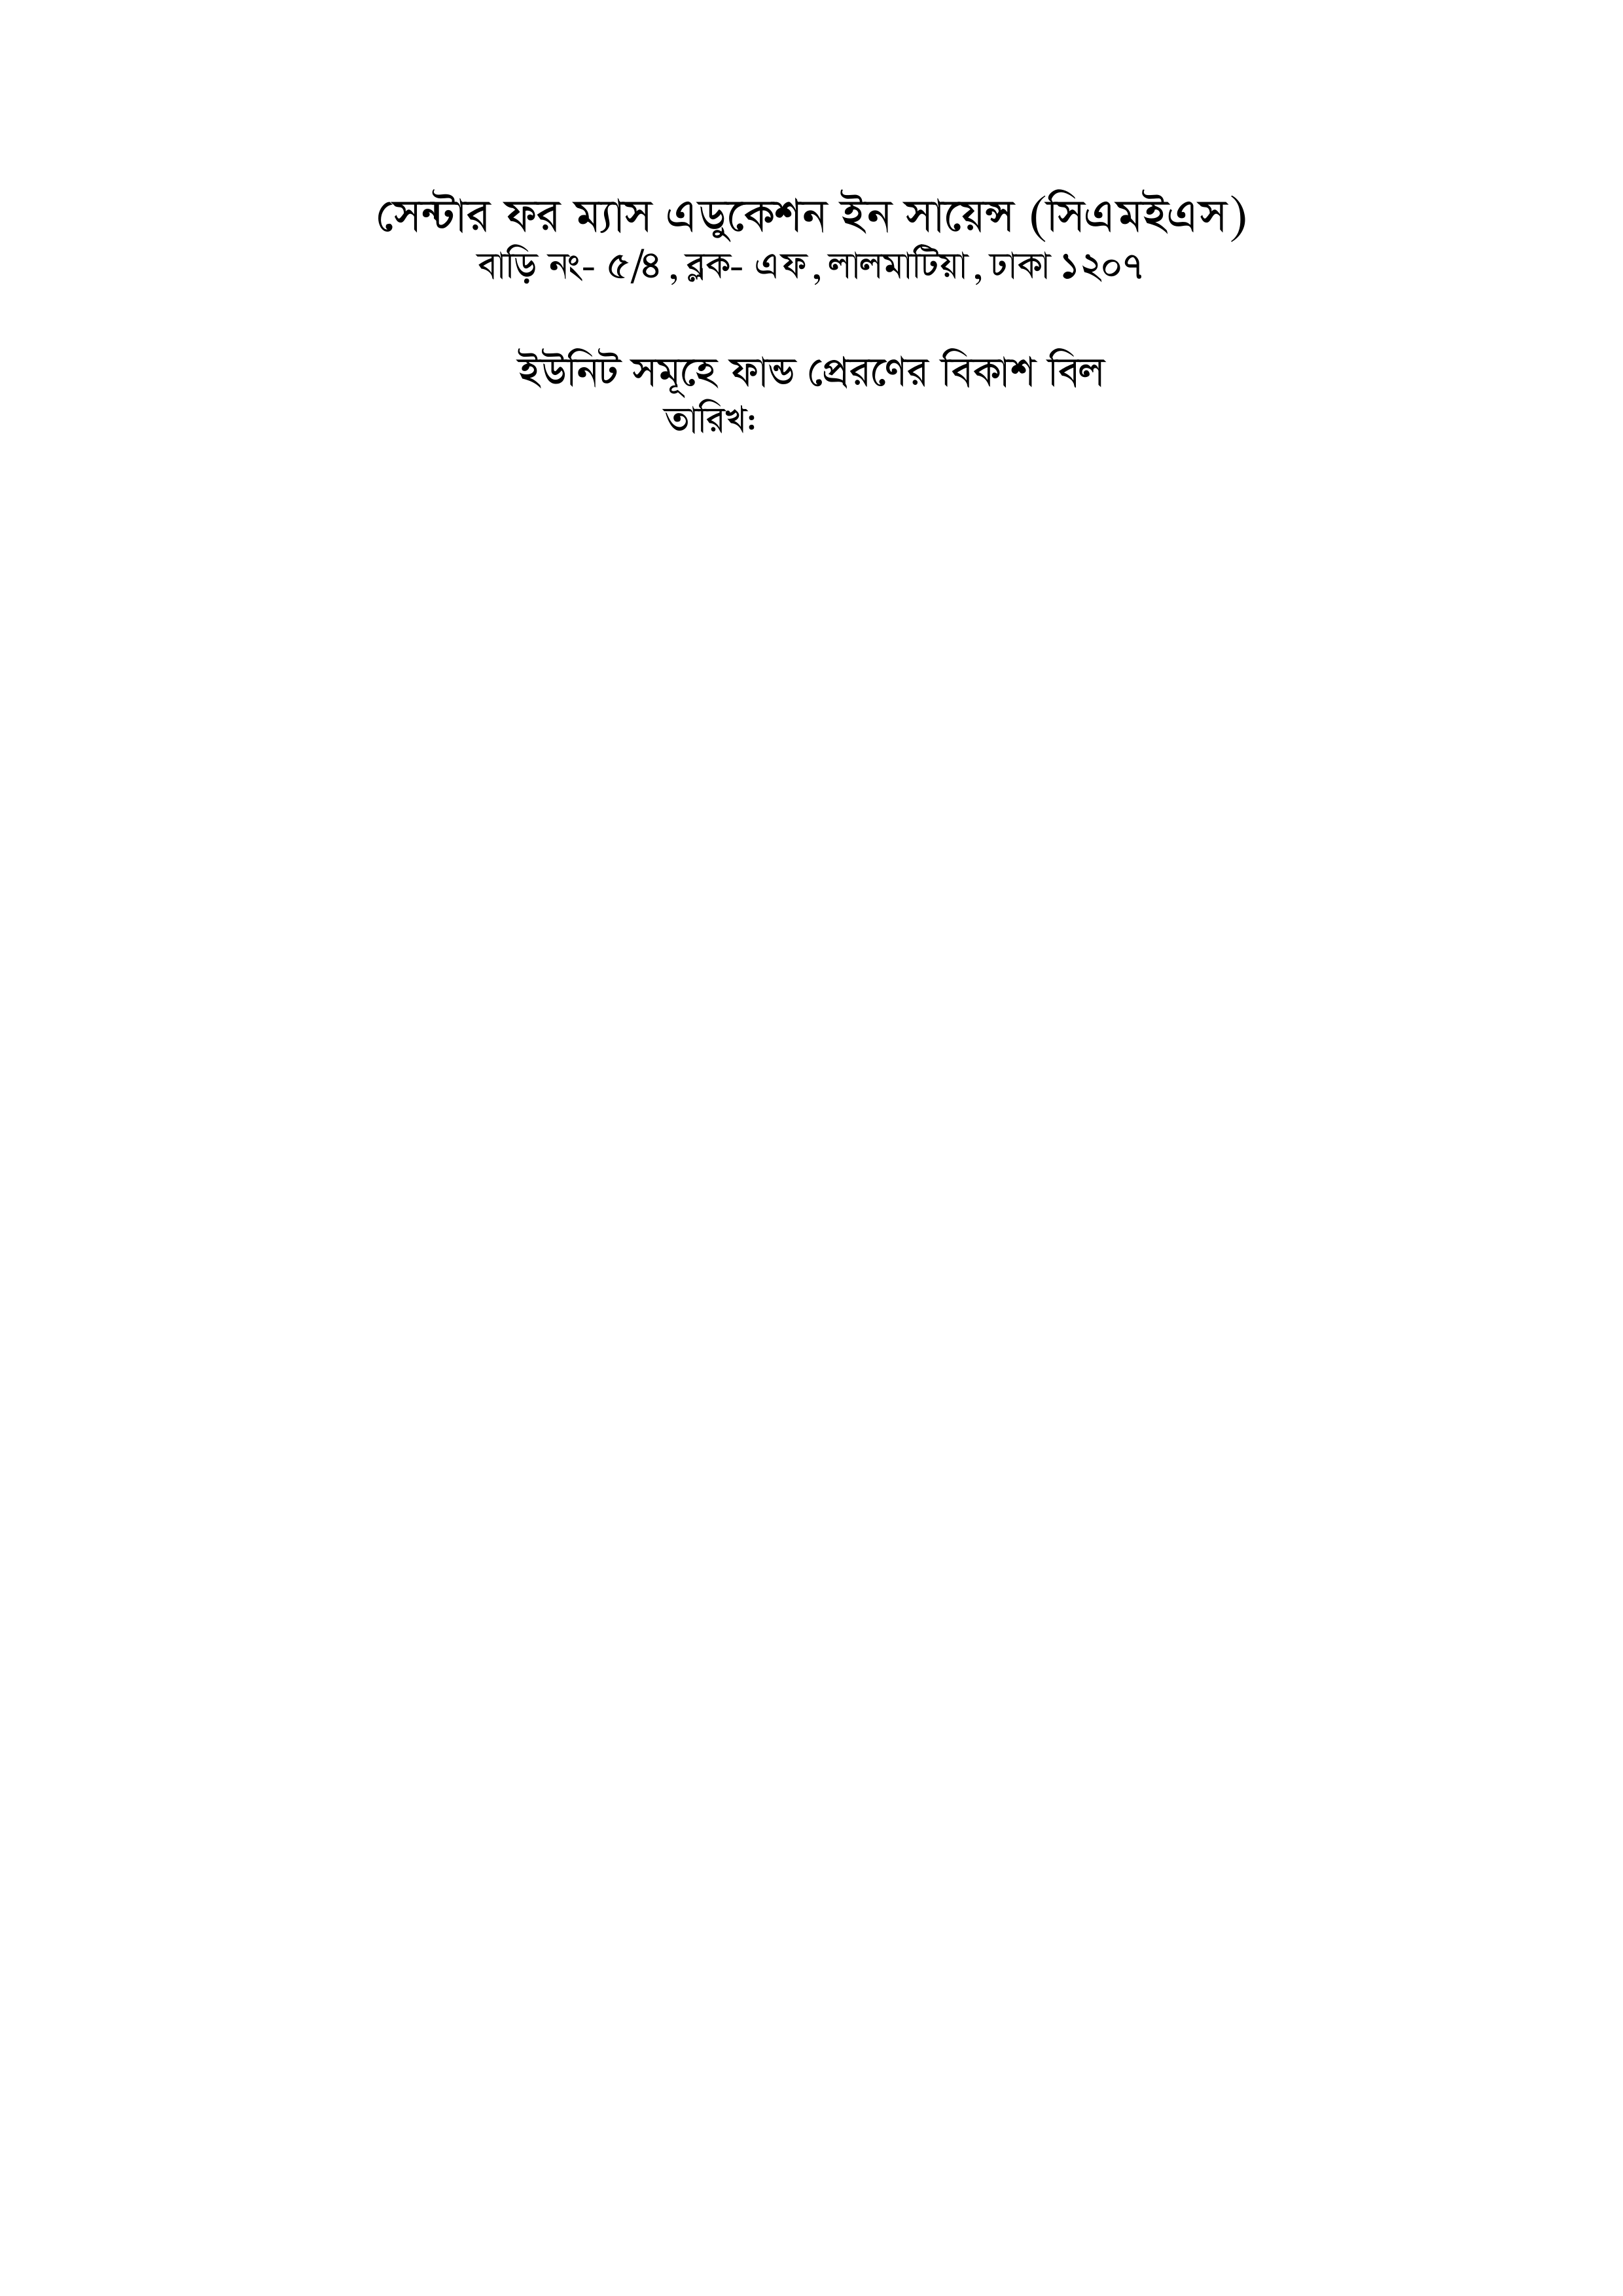 সেন্টার ফর ম্যাস এডুকেশন ইন সায়েন্স (সিএমইএস)
বাড়ি নং- ৫/৪ , ব্লক- এফ , লালমাটিয়া , ঢাকা ১২০৭
ইউনিট সমূহে ফান্ড প্রেরণের বিকাশ বিল
তারিখ: